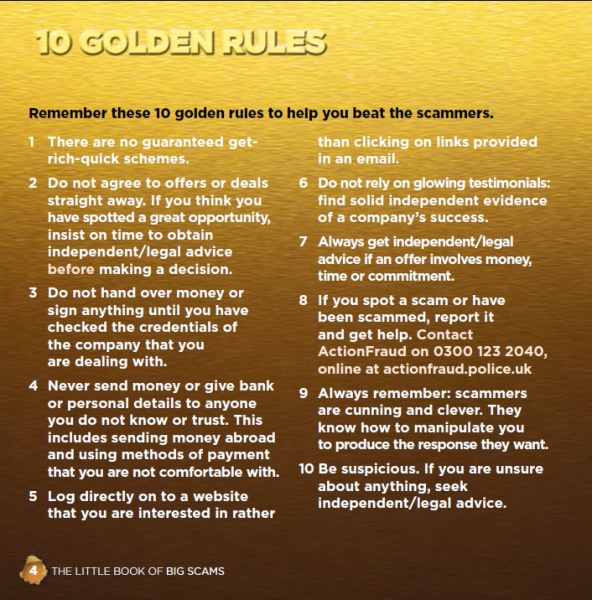 10 GOLDEN RULES
Remember these 10 golden rules to help you beat the scammers.
1 There are no guaranteed get-
rich-quick schemes.
2 Do not agree to offers or deals
straight away. If you think you
have spotted a great opportunity,
insist on time to obtain
independent/legal advice
before making a decision.
3 Do not hand over money or
sign anything until you have
checked the credentials of
the company that you
are dealing with.
4 Never send money or give bank
or personal details to anyone
you do not know or trust. This
includes sending money abroad
and using methods of payment
that you are not comfortable with.
5 Log directly on to a website
that you are interested in rather
than clicking on links provided
in an email.
6 Do not rely on glowing testimonials:
find solid independent evidence
of a company's success.
7 Always get independent/legal
advice if an offer involves money,
time or commitment.
8 If you spot a scam or have
been scammed, report it
and get help. Contact
ActionFraud on 0300 123 2040,
online at actionfraud.police.uk
9 Always remember: scammers
are cunning and clever. They
know how to manipulate you
to produce the response they want.
10 Be suspicious. If you are unsure
about anything, seek
independent/legal advice.
4 THE LITTLE BOOK OF BIG SCAMS